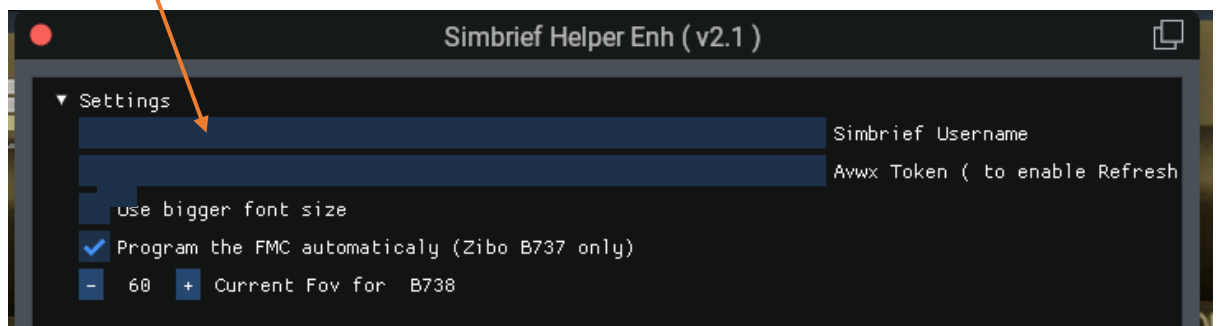 Simbrief Helper Enh ( v2.1 )
Settings
Simbrief Username
Avwx Token ( to enable Refresh
Use bigger font size
Program the FMC automaticaly (Zibo B737 only)
- 60 + Current Fov for B738